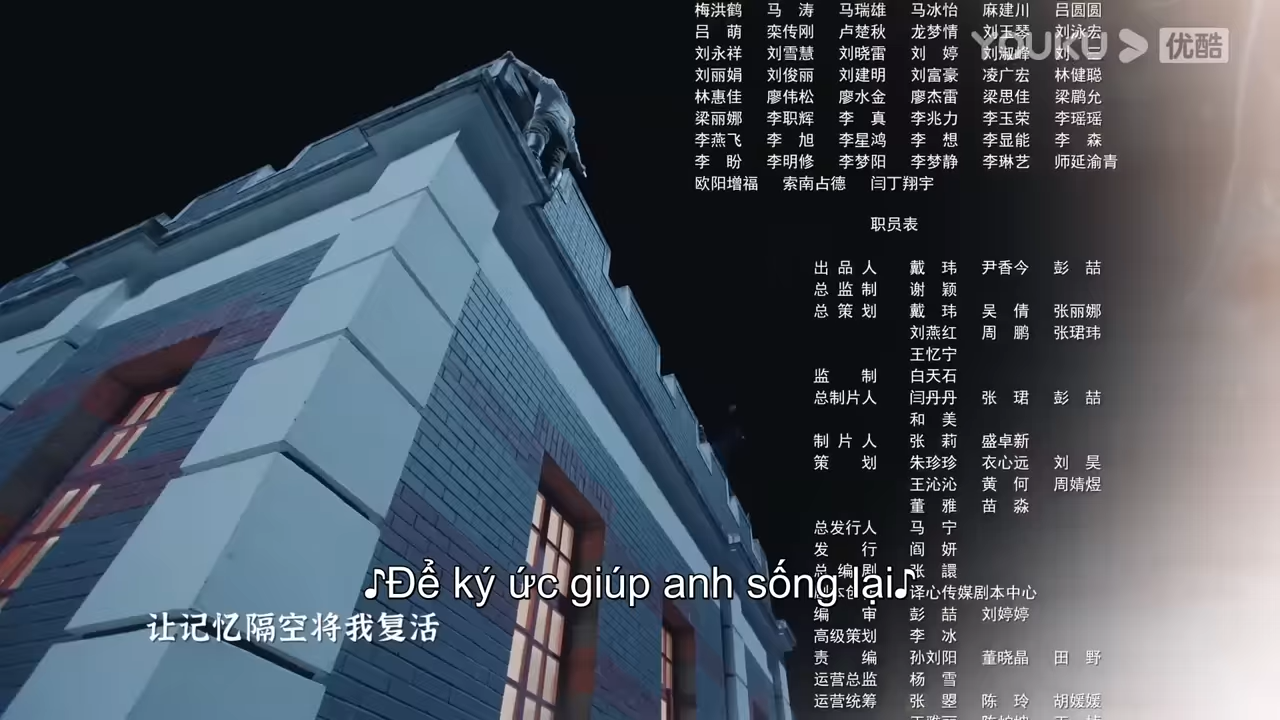 梅洪鹤 马 涛 马瑞雄 马冰怡 麻建川 吕圆圆
吕 萌 栾传刚 卢楚秋 龙梦情 刘玉琴 刘泳宏
YOUKU 优酷
刘永祥 刘雪慧 刘晓雷 刘 婷 刘淑峰 刘 三
刘丽娟 刘俊丽 刘建明 刘富豪 凌广宏 林健聪
林惠佳 廖伟松 廖水金 廖杰雷 梁思佳 梁鹏允
梁丽娜 李职辉 李 真 李兆力 李玉荣 李瑶瑶
李燕飞 李 旭 李星鸿 李 想 李显能 李 森
李 盼 李明修 李梦阳 李梦静 李琳艺 师延渝青
欧阳增福 索南占德 闫丁翔宇
职员表
出 品 人 戴 玮 尹香今 彭 喆
总 监 制 谢 颖
总 策 划 戴 玮 吴 倩 张丽娜
刘燕红 周 鹏 张珺玮
王忆宁
监 制 白天石
总制片人 闫丹丹 张 珺 彭 喆
和 美
制 片 人 张 莉 盛卓新
策 划 朱珍珍 衣心远 刘 昊
王沁沁 黄 何 周婧煜
董 雅 苗 淼
总发行人 马 宁
发 行 阎 妍
总 编 剧 张 譞
♪Để ký ức giúp anh sống lại♪
译心传媒剧本中心
编 审 彭 喆 刘婷婷
让记忆隔空将我复活
高级策划 李 冰
责 编 孙刘阳 董晓晶 田 野
运营总监 杨 雪
运营统筹 张 曌 陈 玲 胡媛媛